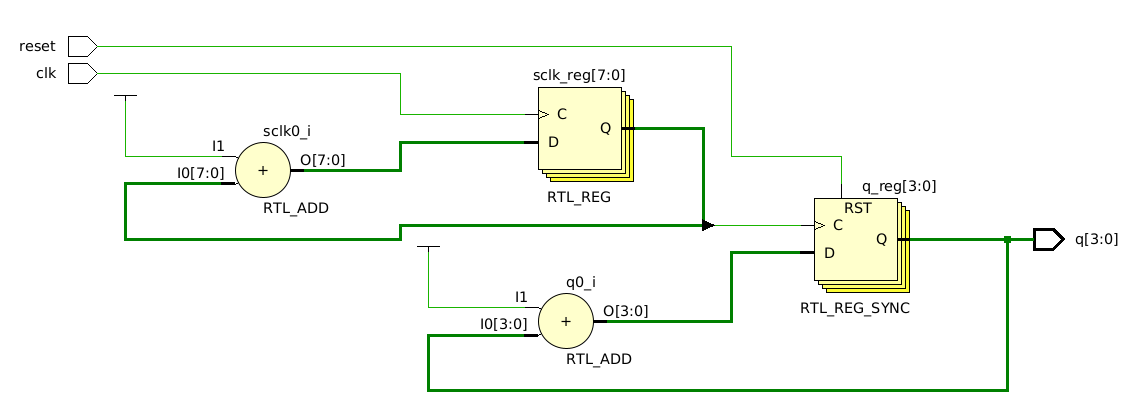 reset
clk
sclk_reg[7:0]
C
Q
D
RTL_REG
sclk0_i
I1
O[7:0]
I0[7:0]
+
RTL_ADD
q_reg[3:0]
RST
C
Q
D
RTL_REG_SYNC
q[3:0]
q0_i
I1
O[3:0]
I0[3:0]
+
RTL_ADD